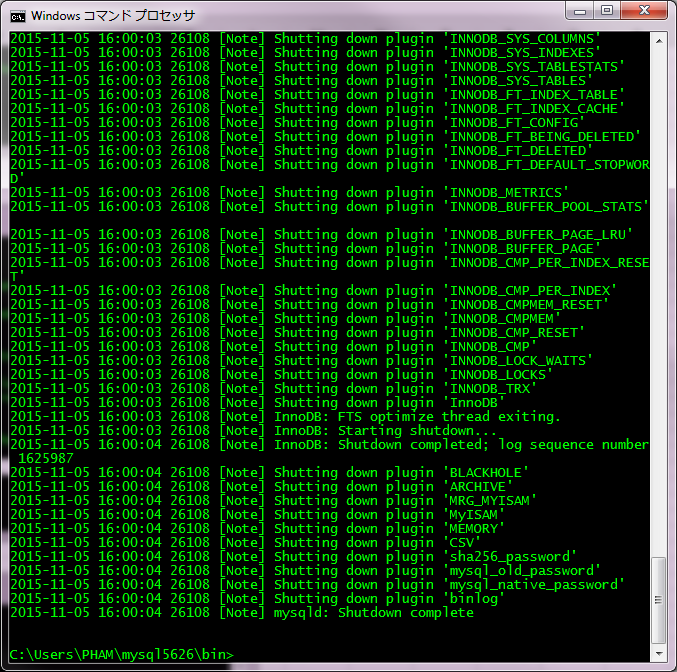 Windows コマンド プロセッサ
2015-11-05 16:00:03 26108 [Note] Shutting down plugin 'INNODB_SYS_COLUMNS'
2015-11-05 16:00:03 26108 [Note] Shutting down plugin 'INNODB_SYS_INDEXES'
2015-11-05 16:00:03 26108 [Note] Shutting down plugin 'INNODB_SYS_TABLESTATS'
2015-11-05 16:00:03 26108 [Note] Shutting down plugin 'INNODB_SYS_TABLES'
2015-11-05 16:00:03 26108 [Note] Shutting down plugin 'INNODB_FT_INDEX_TABLE'
2015-11-05 16:00:03 26108 [Note] Shutting down plugin 'INNODB_FT_INDEX_CACHE'
2015-11-05 16:00:03 26108 [Note] Shutting down plugin 'INNODB_FT_CONFIG'
2015-11-05 16:00:03 26108 [Note] Shutting down plugin 'INNODB_FT_BEING_DELETED'
2015-11-05 16:00:03 26108 [Note] Shutting down plugin 'INNODB_FT_DELETED'
2015-11-05 16:00:03 26108 [Note] Shutting down plugin 'INNODB_FT_DEFAULT_STOPWOR
D'
2015-11-05 16:00:03 26108 [Note] Shutting down plugin 'INNODB_METRICS'
2015-11-05 16:00:03 26108 [Note] Shutting down plugin 'INNODB_BUFFER_POOL_STATS'
2015-11-05 16:00:03 26108 [Note] Shutting down plugin 'INNODB_BUFFER_PAGE_LRU'
2015-11-05 16:00:03 26108 [Note] Shutting down plugin 'INNODB_BUFFER_PAGE'
2015-11-05 16:00:03 26108 [Note] Shutting down plugin 'INNODB_CMP_PER_INDEX_RESE
T'
2015-11-05 16:00:03 26108 [Note] Shutting down plugin 'INNODB_CMP_PER_INDEX'
2015-11-05 16:00:03 26108 [Note] Shutting down plugin 'INNODB_CMPMEM_RESET'
2015-11-05 16:00:03 26108 [Note] Shutting down plugin 'INNODB_CMPMEM'
2015-11-05 16:00:03 26108 [Note] Shutting down plugin 'INNODB_CMP_RESET'
2015-11-05 16:00:03 26108 [Note] Shutting down plugin 'INNODB_CMP'
2015-11-05 16:00:03 26108 [Note] Shutting down plugin 'INNODB_LOCK_WAITS'
2015-11-05 16:00:03 26108 [Note] Shutting down plugin 'INNODB_LOCKS'
2015-11-05 16:00:03 26108 [Note] Shutting down plugin 'INNODB_TRX'
2015-11-05 16:00:03 26108 [Note] Shutting down plugin 'InnoDB'
2015-11-05 16:00:03 26108 [Note] InnoDB: FTS optimize thread exiting.
2015-11-05 16:00:03 26108 [Note] InnoDB: Starting shutdown...
2015-11-05 16:00:04 26108 [Note] InnoDB: Shutdown completed; log sequence number
1625987
2015-11-05 16:00:04 26108 [Note] Shutting down plugin 'BLACKHOLE'
2015-11-05 16:00:04 26108 [Note] Shutting down plugin 'ARCHIVE'
2015-11-05 16:00:04 26108 [Note] Shutting down plugin 'MRG_MYISAM'
2015-11-05 16:00:04 26108 [Note] Shutting down plugin 'MyISAM'
2015-11-05 16:00:04 26108 [Note] Shutting down plugin 'MEMORY'
2015-11-05 16:00:04 26108 [Note] Shutting down plugin 'CSV'
2015-11-05 16:00:04 26108 [Note] Shutting down plugin 'sha256_password'
2015-11-05 16:00:04 26108 [Note] Shutting down plugin 'mysql_old_password'
2015-11-05 16:00:04 26108 [Note] Shutting down plugin 'mysql_native_password'
2015-11-05 16:00:04 26108 [Note] Shutting down plugin 'binlog'
2015-11-05 16:00:04 26108 [Note] mysqld: Shutdown complete
C:\Users\PHAM\mysql5626\bin>